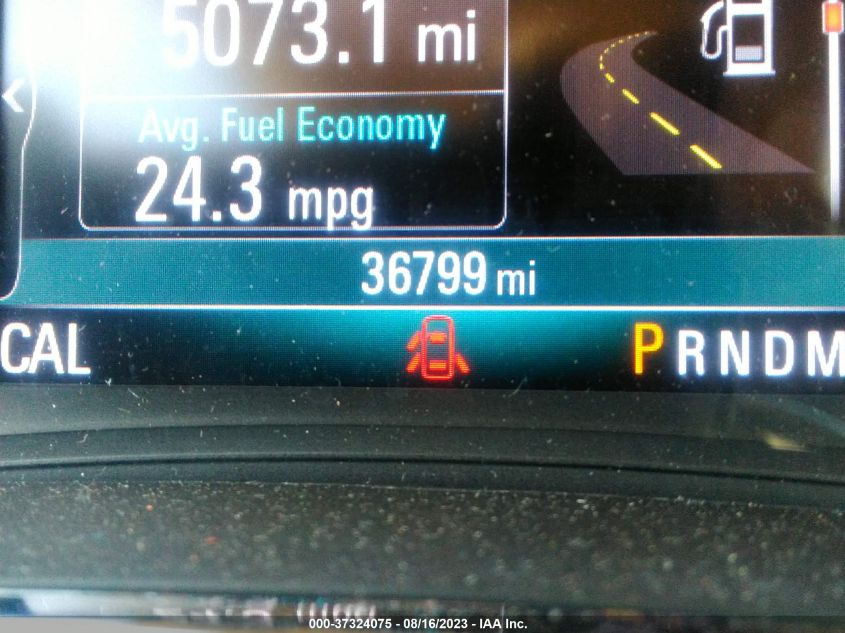 5073.1 mi
Avg. Fuel Economy
24.3 mpg
36799 mi
CAL
P R N D M
000-37324075 - 08/16/2023 - IAA Inc.